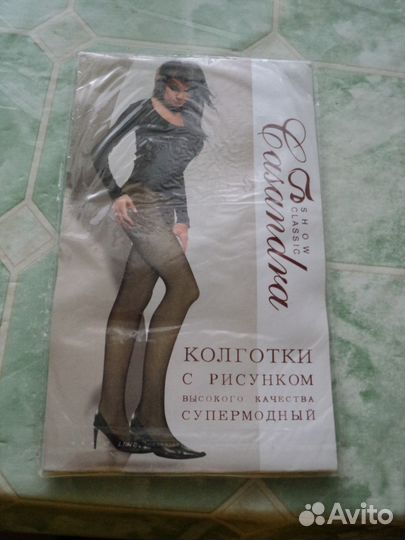 Casandra
SHOW
CLASSIC
КОЛГОТКИ
С РИСУНКОМ
ВЫСОКОГО КАЧЕСТВА
СУПЕРМОДНЫЙ
Avito